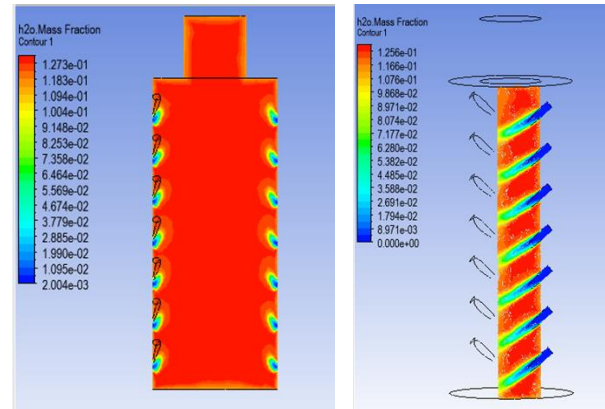 h2o.Mass Fraction
Contour 1
1.273e-01
1.183e-01
1.094e-01
1.004e-01
9.148e-02
8.253e-02
7.358e-02
6.464e-02
5.569e-02
4.674e-02
3.779e-02
2.885e-02
1.990e-02
1.095e-02
2.004e-03
h2o.Mass Fraction
Contour 1
1.256e-01
1.166e-01
1.076e-01
9.868e-02
8.971e-02
8.074e-02
7.177e-02
6.280e-02
5.382e-02
4.485e-02
3.588e-02
2.691e-02
1.794e-02
8.971e-03
0.000e+00